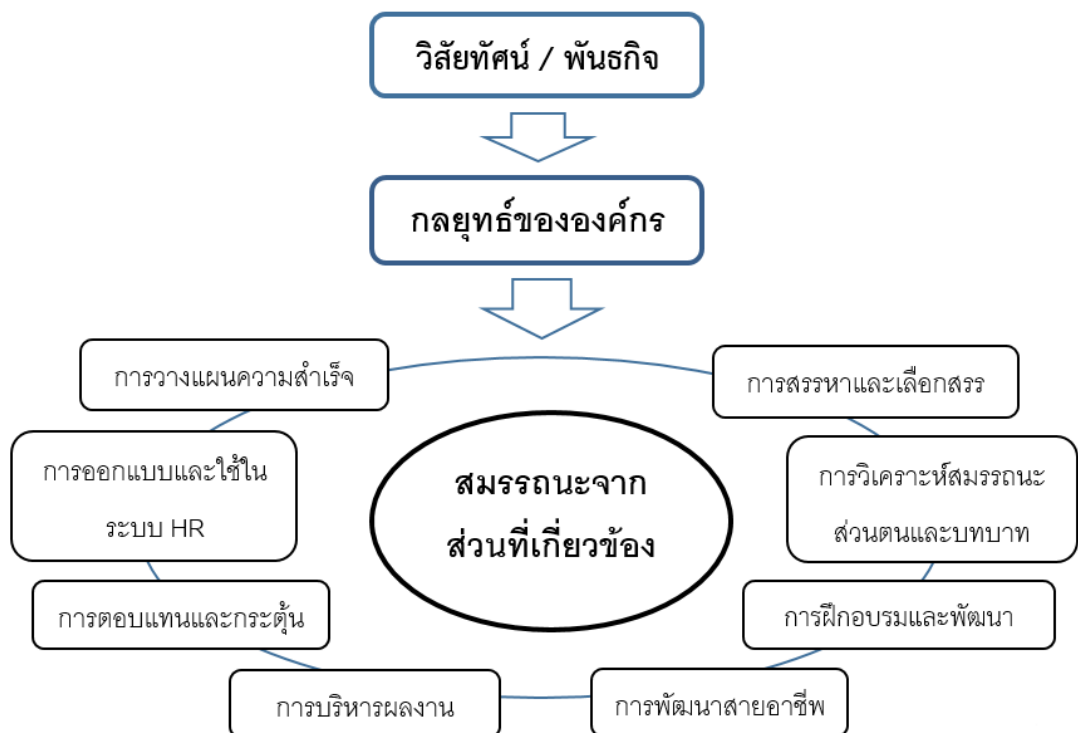 วิสัยทัศน์ / พันธกิจ
กลยุทธ์ขององค์กร
การวางแผนความสำเร็จ
การสรรหาและเลือกสรร
การออกแบบและใช้ใน
ระบบ HR
สมรรถนะจาก
ส่วนที่เกี่ยวข้อง
การวิเคราะห์สมรรถนะ
ส่วนตนและบทบาท
การตอบแทนและกระตุ้น
การฝึกอบรมและพัฒนา
การบริหารผลงาน
การพัฒนาสายอาชีพ